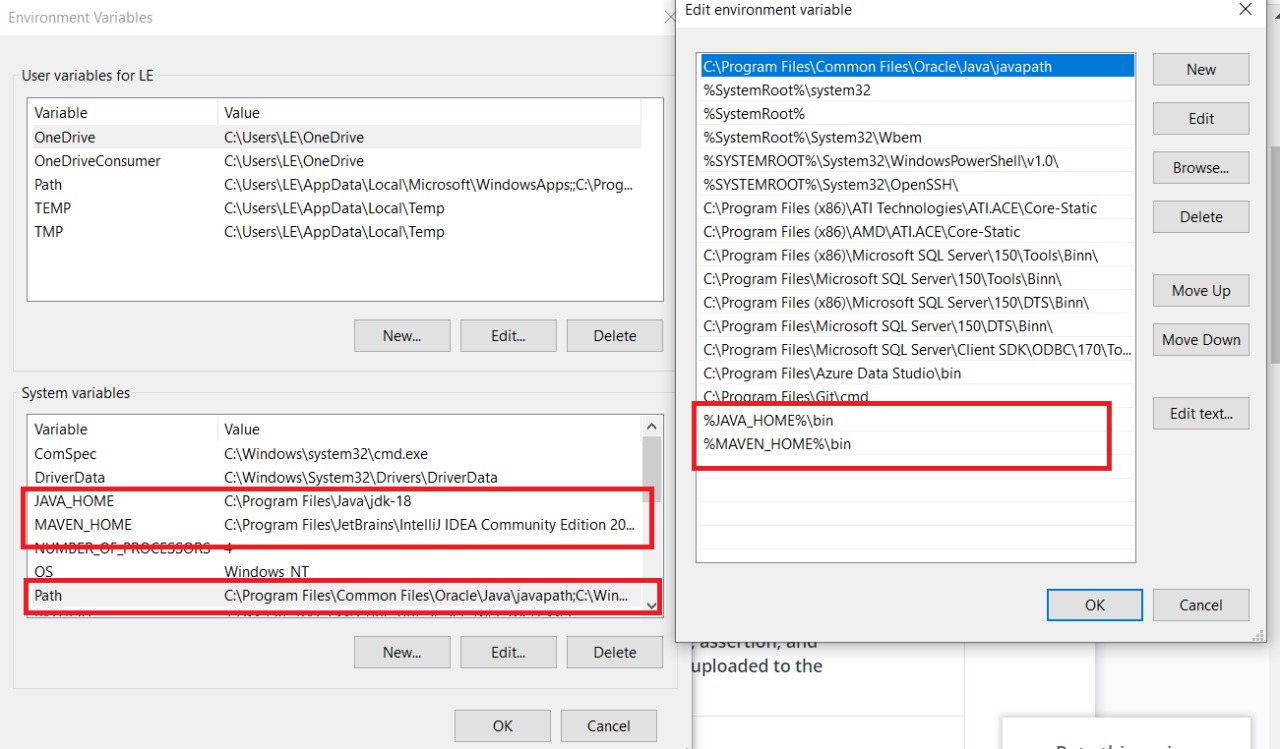 Environment Variables
User variables for LE
Variable Value
OneDrive C:\Users\LE\OneDrive
OneDriveConsumer C:\Users\LE\OneDrive
Path C:\Users\LE\AppData\Local\Microsoft\WindowsApps;;C:\Prog...
TEMP C:\Users\LE\AppData\Local\Temp
TMP C:\Users\LE\AppData\Local\Temp
New... Edit... Delete
System variables
Variable Value
ComSpec C:\Windows\system32\cmd.exe
DriverData C:\Windows\System32\Drivers\DriverData
JAVA_HOME C:\Program Files\Java\jdk-18
MAVEN_HOME C:\Program Files\JetBrains\IntelliJ IDEA Community Edition 20...
NUMBER_OF_PROCESSORS 4
OS Windows_NT
Path C:\Program Files\Common Files\Oracle\Java\javapath;C:\Win...
New... Edit... Delete
OK Cancel
Edit environment variable
C:\Program Files\Common Files\Oracle\Java\javapath
%SystemRoot%\system32
%SystemRoot%
%SystemRoot%\System32\Wbem
%SYSTEMROOT%\System32\WindowsPowerShell\v1.0\
%SYSTEMROOT%\System32\OpenSSH\
C:\Program Files (x86)\ATI Technologies\ATI.ACE\Core-Static
C:\Program Files (x86)\AMD\ATI.ACE\Core-Static
C:\Program Files (x86)\Microsoft SQL Server\150\Tools\Binn\
C:\Program Files\Microsoft SQL Server\150\Tools\Binn\
C:\Program Files (x86)\Microsoft SQL Server\150\DTS\Binn\
C:\Program Files\Microsoft SQL Server\150\DTS\Binn\
C:\Program Files\Microsoft SQL Server\Client SDK\ODBC\170\To...
C:\Program Files\Azure Data Studio\bin
C:\Program Files\Git\cmd
%JAVA_HOME%\bin
%MAVEN_HOME%\bin
New
Edit
Browse...
Delete
Move Up
Move Down
Edit text...
OK Cancel
, assertion, and
uploaded to the